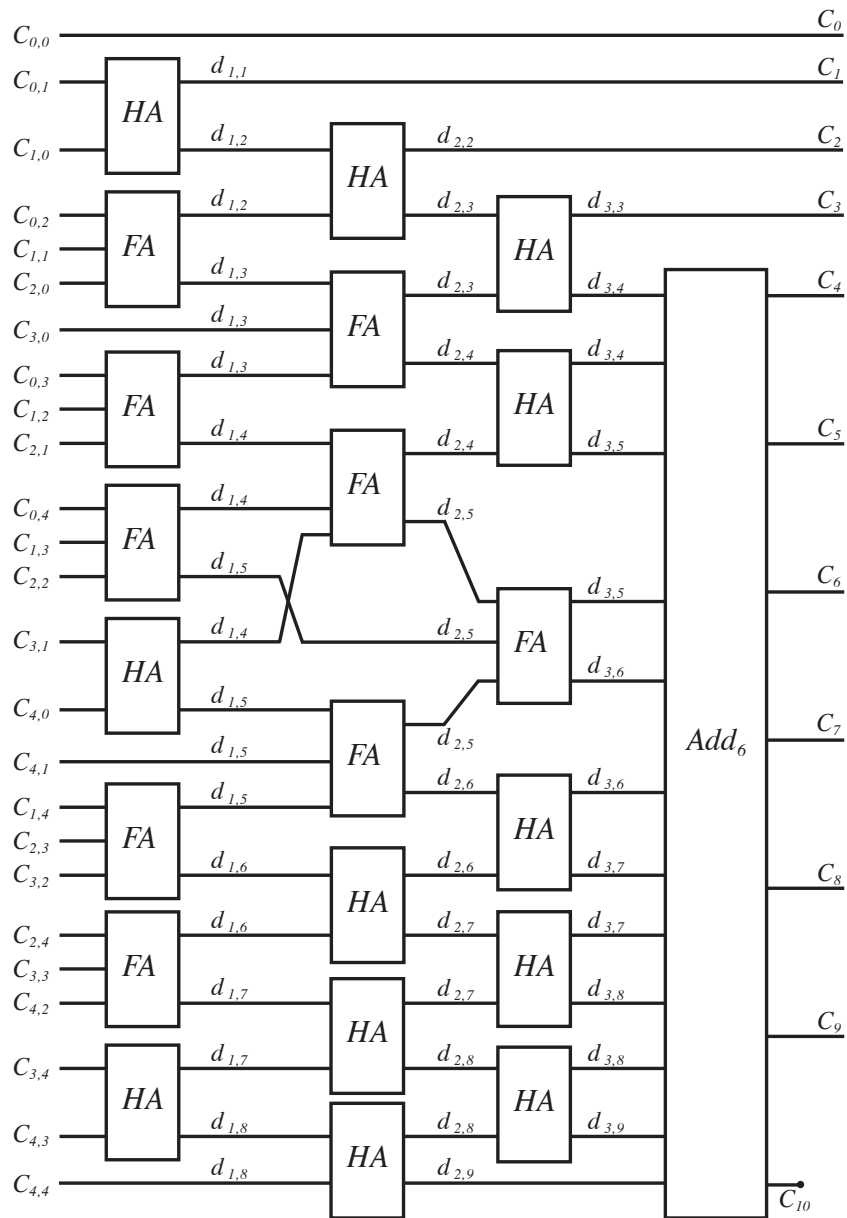 C0,0 C0
C0,1 d1,1 C1
HA
C1,0 d1,2 d2,2 C2
HA
C0,2 d1,2 d2,3 d3,3 C3
C1,1 FA HA
C2,0 d1,3 d2,3 d3,4 C4
C3,0 d1,3 FA
C0,3 d1,3 d2,4 d3,4
C1,2 FA HA
C2,1 d1,4 d2,4 d3,5 C5
FA
C0,4 d1,4 d2,5
C1,3 FA
C2,2 d1,5 C6
C3,1 d1,4 d2,5 d3,5
HA FA
C4,0 d1,5 d2,5 d3,6
C4,1 d1,5 FA Add6 C7
C1,4 d1,5 d2,6 d3,6
C2,3 FA HA
C3,2 d1,6 d2,6 d3,7 C8
HA
C2,4 d1,6 d2,7 d3,7
C3,3 FA HA
C4,2 d1,7 d2,7 d3,8
HA C9
C3,4 d1,7 d2,8 d3,8
HA HA
C4,3 d1,8 d2,8 d3,9
HA
C4,4 d1,8 d2,9 C10